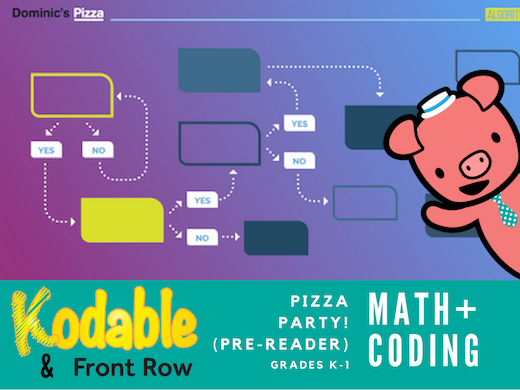 Dominic's Pizza
YES
NO
YES
NO
YES
NO
Kodable
& Front Row
PIZZA
PARTY!
(PRE-READER)
GRADES K-1
MATH+
CODING